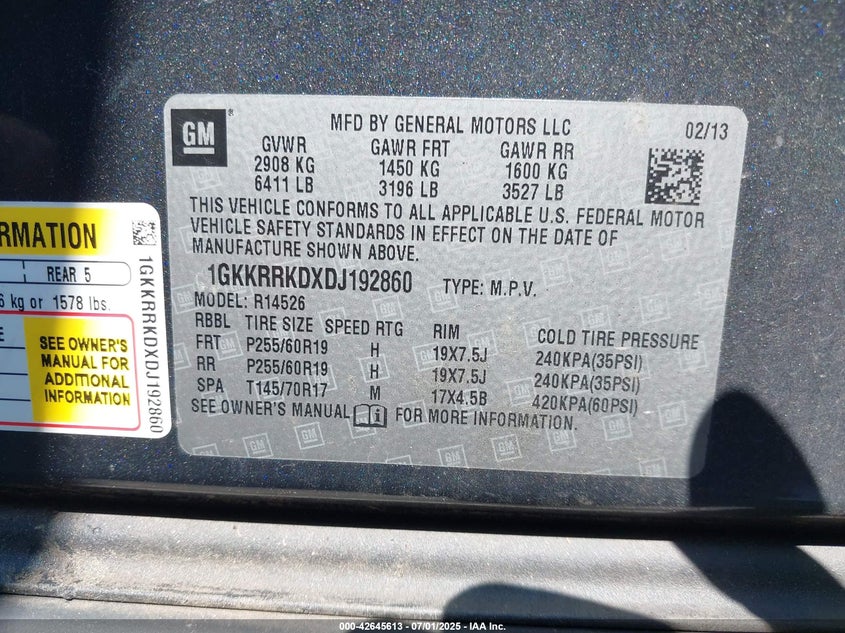 GM
MFD BY GENERAL MOTORS LLC 02/13
GVWR GAWR FRT GAWR RR
2908 KG 1450 KG 1600 KG
6411 LB 3196 LB 3527 LB
THIS VEHICLE CONFORMS TO ALL APPLICABLE U.S. FEDERAL MOTOR
VEHICLE SAFETY STANDARDS IN EFFECT ON THE DATE OF
MANUFACTURE SHOWN ABOVE.
1GKKRRKDXDJ192860 TYPE: M.P.V.
MODEL: R14526
RBBL TIRE SIZE SPEED RTG RIM COLD TIRE PRESSURE
FRT P255/60R19 H 19X7.5J 240KPA(35PSI)
RR P255/60R19 H 19X7.5J 240KPA(35PSI)
SPA T145/70R17 M 17X4.5B 420KPA(60PSI)
SEE OWNER'S MANUAL FOR MORE INFORMATION.
RMATION
REAR 5
6 kg or 1578 lbs.
SEE OWNER'S
MANUAL FOR
ADDITIONAL
INFORMATION
1GKKRRKDXDJ192860
000-42645613 - 07/01/2025 - IAA Inc.